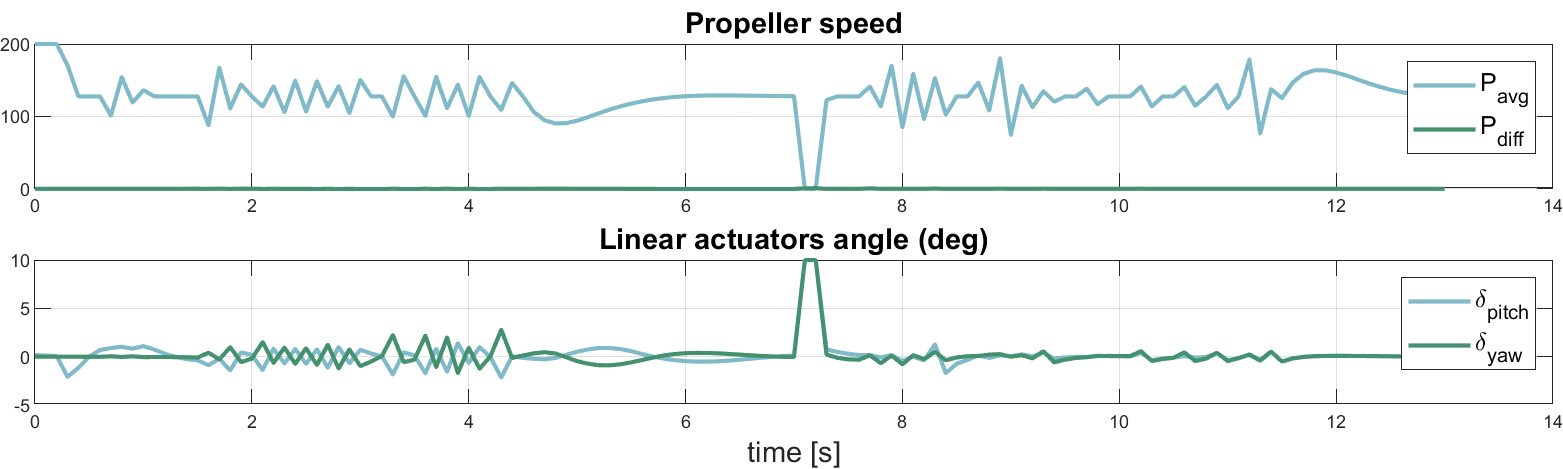 Propeller speed
200
100
0
P_avg
P_diff
0 2 4 6 8 10 12 14
Linear actuators angle (deg)
10
5
0
-5
δ_pitch
δ_yaw
0 2 4 6 8 10 12 14
time [s]